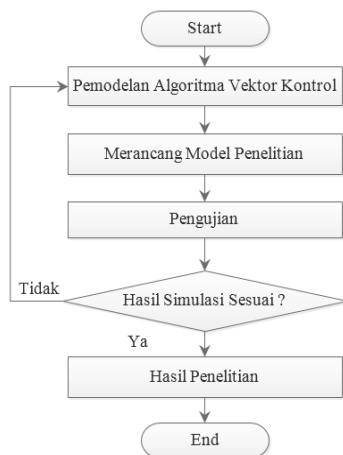 Start
Pemodelan Algoritma Vektor Kontrol
Merancang Model Penelitian
Pengujian
Tidak
Hasil Simulasi Sesuai ?
Ya
Hasil Penelitian
End